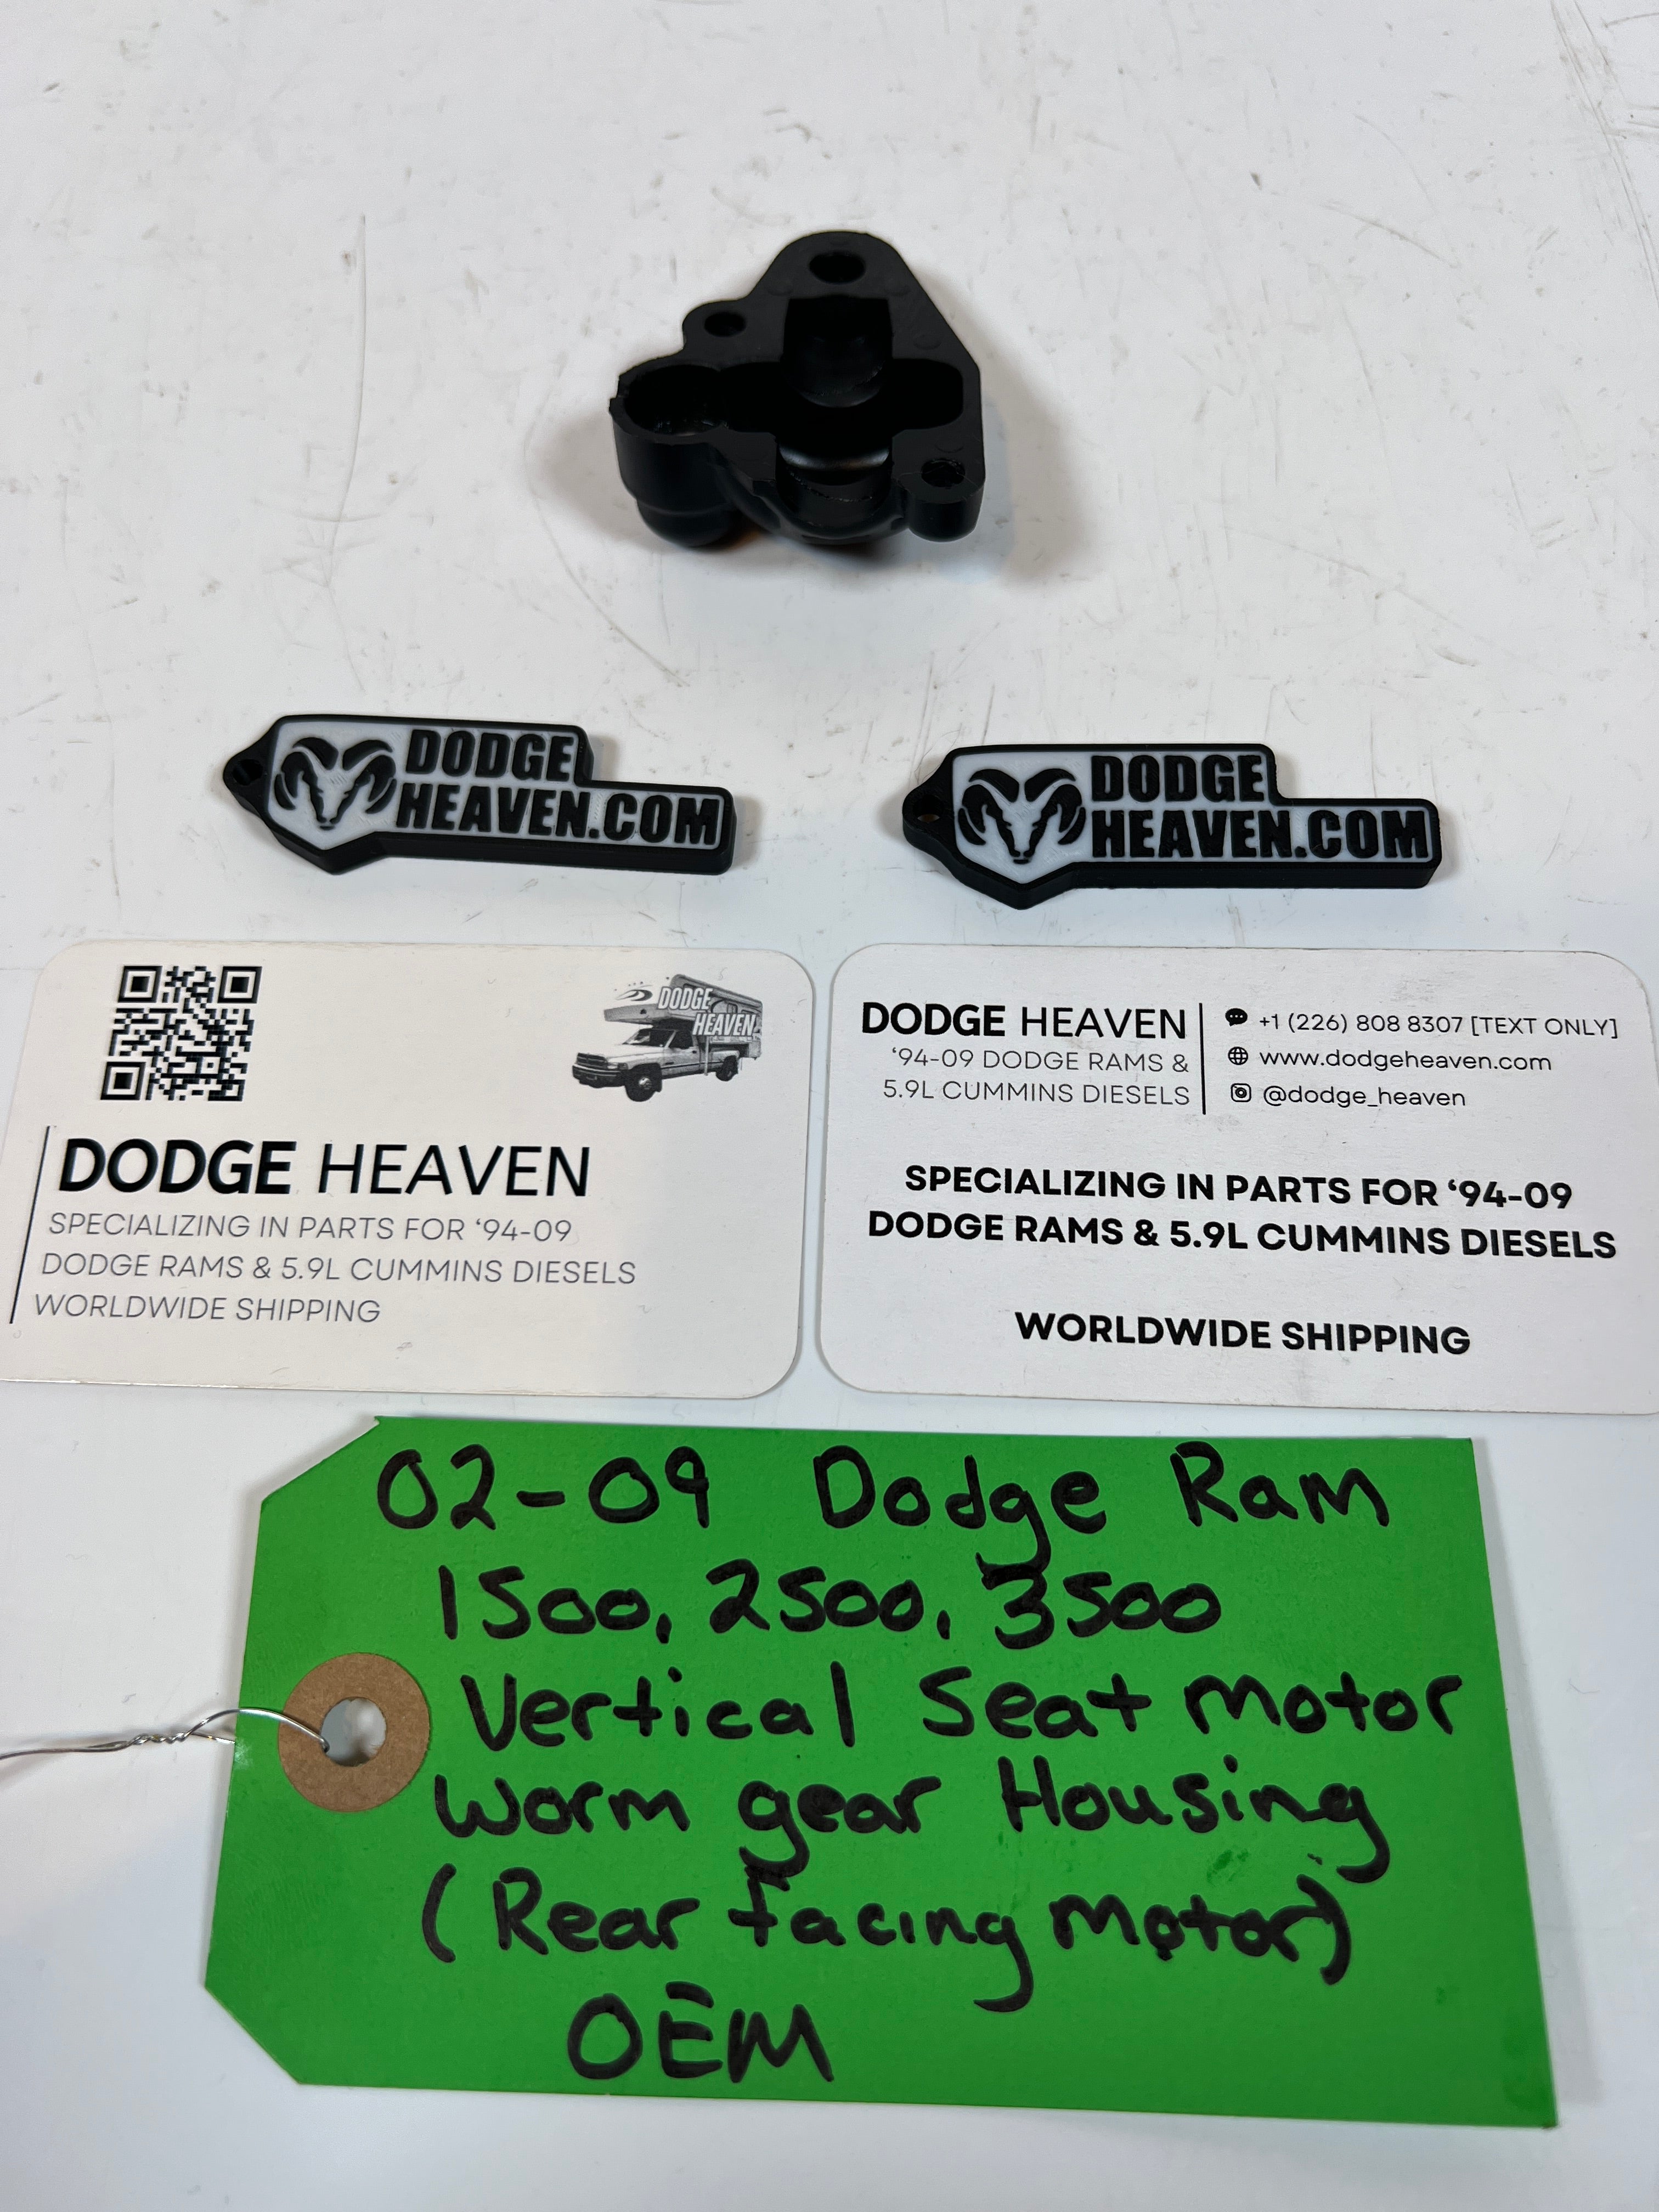 DODGE
HEAVEN.COM
DODGE
HEAVEN.COM
DODGE
HEAVEN
DODGE HEAVEN
SPECIALIZING IN PARTS FOR ‘94-09
DODGE RAMS & 5.9L CUMMINS DIESELS
WORLDWIDE SHIPPING
DODGE HEAVEN
‘94-09 DODGE RAMS &
5.9L CUMMINS DIESELS
+1 (226) 808 8307 [TEXT ONLY]
www.dodgeheaven.com
@dodge_heaven
SPECIALIZING IN PARTS FOR ‘94-09
DODGE RAMS & 5.9L CUMMINS DIESELS
WORLDWIDE SHIPPING
02-09 Dodge Ram
1500, 2500, 3500
Vertical Seat Motor
Worm gear Housing
(Rear facing Motor)
OEM